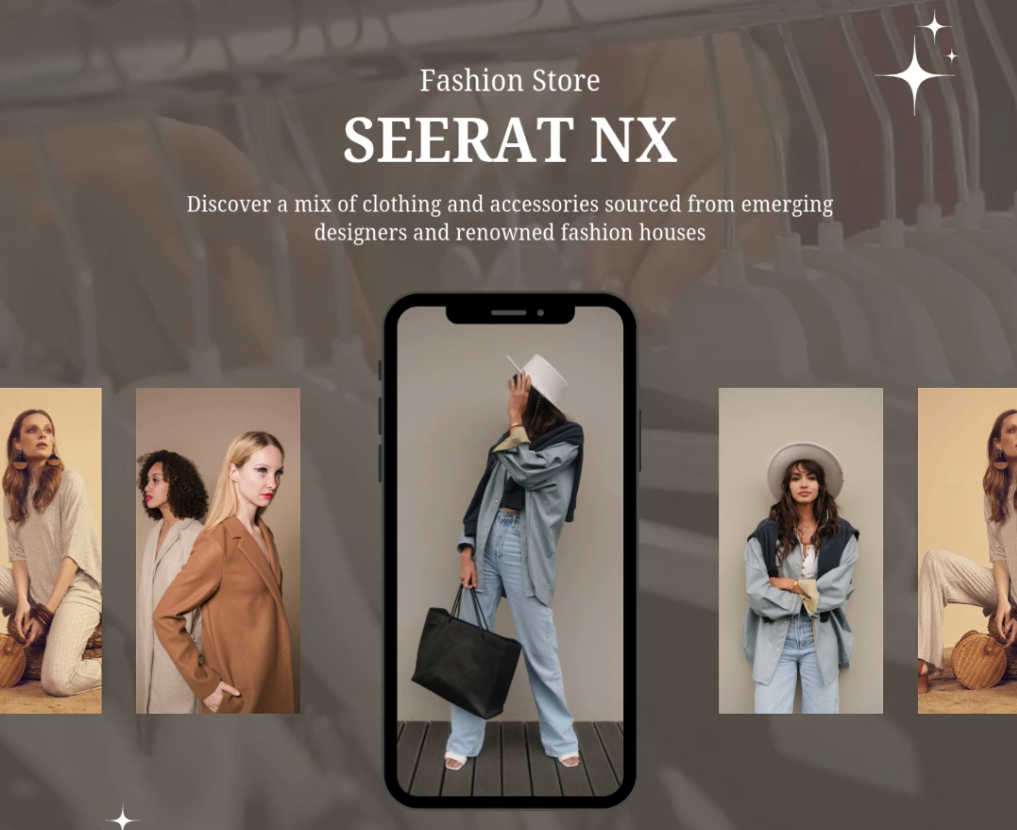 Fashion Store
SEERAT NX
Discover a mix of clothing and accessories sourced from emerging
designers and renowned fashion houses